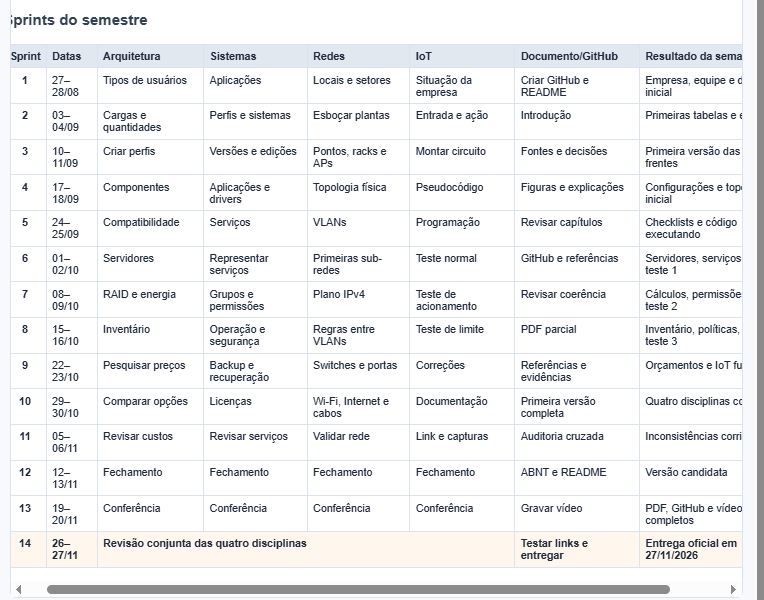 Sprints do semestre
Sprint Datas Arquitetura Sistemas Redes IoT Documento/GitHub Resultado da
1 27– Tipos de usuários Aplicações Locais e setores Situação da Criar GitHub e Empresa, equipe e
28/08 empresa README inicial
2 03– Cargas e Perfis e sistemas Esboçar plantas Entrada e ação Introdução Primeiras tabelas e
04/09 quantidades
3 10– Criar perfis Versões e edições Pontos, racks e Montar circuito Fontes e decisões Primeira versão das
11/09 APs frentes
4 17– Componentes Aplicações e Topologia física Pseudocódigo Figuras e explicações Configurações e
18/09 drivers inicial
5 24– Compatibilidade Serviços VLANs Programação Revisar capítulos Checklists e código
25/09 executando
6 01– Servidores Representar Primeiras sub- Teste normal GitHub e referências Servidores, serviços
02/10 serviços redes teste 1
7 08– RAID e energia Grupos e Plano IPv4 Teste de Revisar coerência Cálculos,
09/10 permissões acionamento teste 2
8 15– Inventário Operação e Regras entre Teste de limite PDF parcial Inventário, políticas,
16/10 segurança VLANs teste 3
9 22– Pesquisar preços Backup e Switches e portas Correções Referências e Orçamentos e IoT
23/10 recuperação evidências
10 29– Comparar opções Licenças Wi-Fi, Internet e Documentação Primeira versão Quatro disciplinas
30/10 cabos completa
11 05– Revisar custos Revisar serviços Validar rede Link e capturas Auditoria cruzada Inconsistências
06/11
12 12– Fechamento Fechamento Fechamento Fechamento ABNT e README Versão candidata
13/11
13 19– Conferência Conferência Conferência Conferência Gravar vídeo PDF, GitHub e vídeo
20/11 completos
14 26– Revisão conjunta das quatro disciplinas Testar links e Entrega oficial em
27/11 entregar 27/11/2026